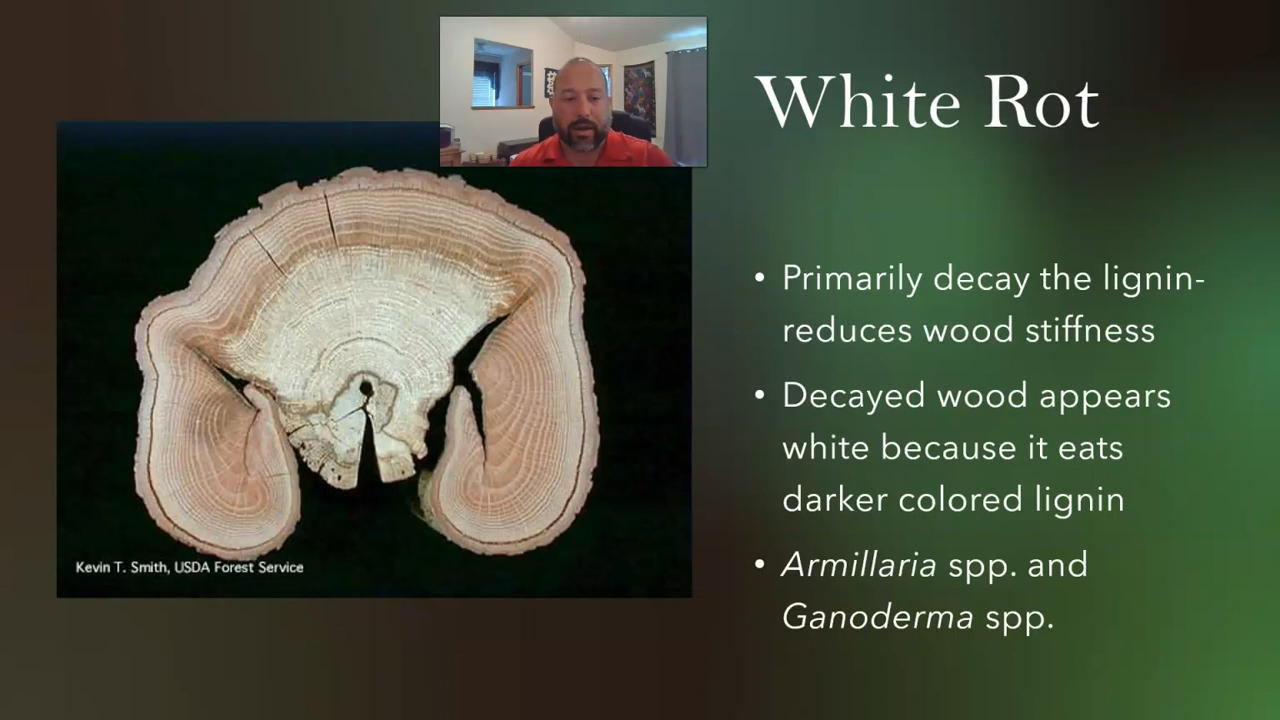 White Rot
• Primarily decay the lignin-
reduces wood stiffness
• Decayed wood appears
white because it eats
darker colored lignin
• Armillaria spp. and
Ganoderma spp.
Kevin T. Smith, USDA Forest Service